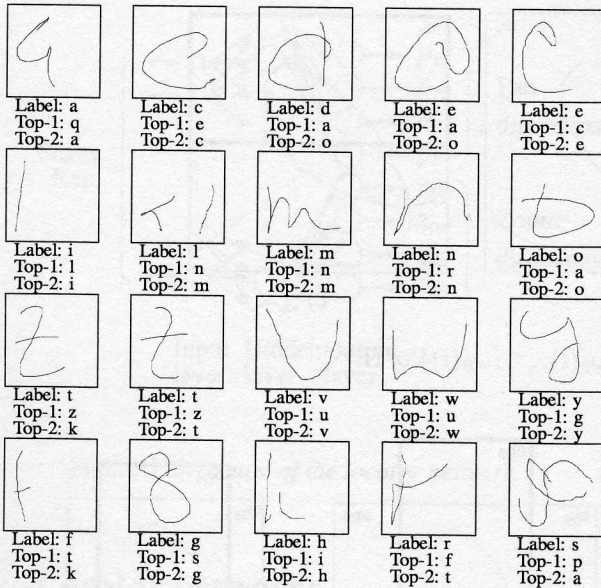 Label: a Label: c Label: d Label: e Label: e
Top-1: q Top-1: e Top-1: a Top-1: a Top-1: c
Top-2: a Top-2: c Top-2: o Top-2: o Top-2: e
Label: i Label: l Label: m Label: n Label: o
Top-1: l Top-1: n Top-1: n Top-1: r Top-1: a
Top-2: i Top-2: m Top-2: m Top-2: n Top-2: o
Label: t Label: t Label: v Label: w Label: y
Top-1: z Top-1: z Top-1: u Top-1: u Top-1: g
Top-2: k Top-2: t Top-2: v Top-2: w Top-2: y
Label: f Label: g Label: h Label: r Label: s
Top-1: t Top-1: s Top-1: i Top-1: f Top-1: p
Top-2: k Top-2: g Top-2: h Top-2: t Top-2: a